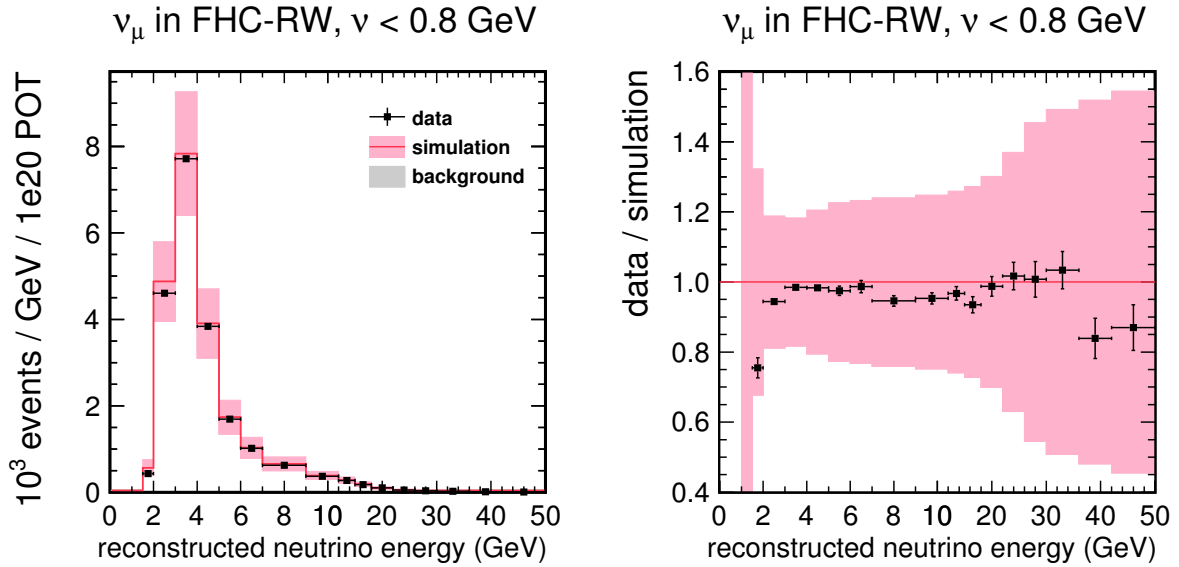 νμ in FHC-RW, ν < 0.8 GeV
10³ events / GeV / 1e20 POT
8
6
4
2
0
data
simulation
background
0 2 4 6 8 10 20 30 40 50
reconstructed neutrino energy (GeV)
νμ in FHC-RW, ν < 0.8 GeV
data / simulation
1.6
1.4
1.2
1.0
0.8
0.6
0.4
0 2 4 6 8 10 20 30 40 50
reconstructed neutrino energy (GeV)